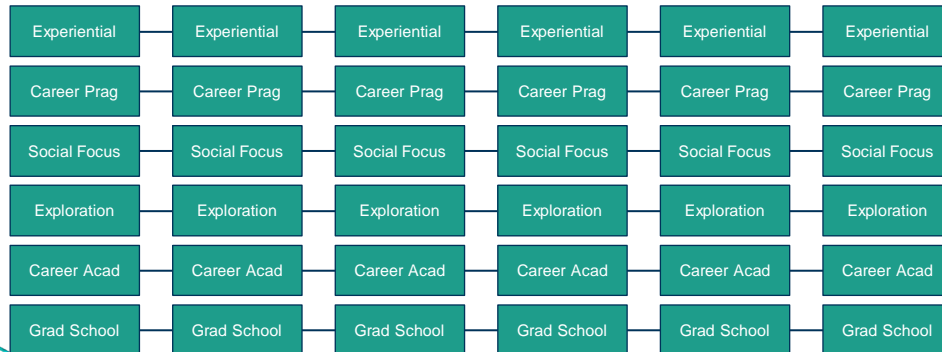 Experiential Experiential Experiential Experiential Experiential Experiential
Career Prag Career Prag Career Prag Career Prag Career Prag Career Prag
Social Focus Social Focus Social Focus Social Focus Social Focus Social Focus
Exploration Exploration Exploration Exploration Exploration Exploration
Career Acad Career Acad Career Acad Career Acad Career Acad Career Acad
Grad School Grad School Grad School Grad School Grad School Grad School